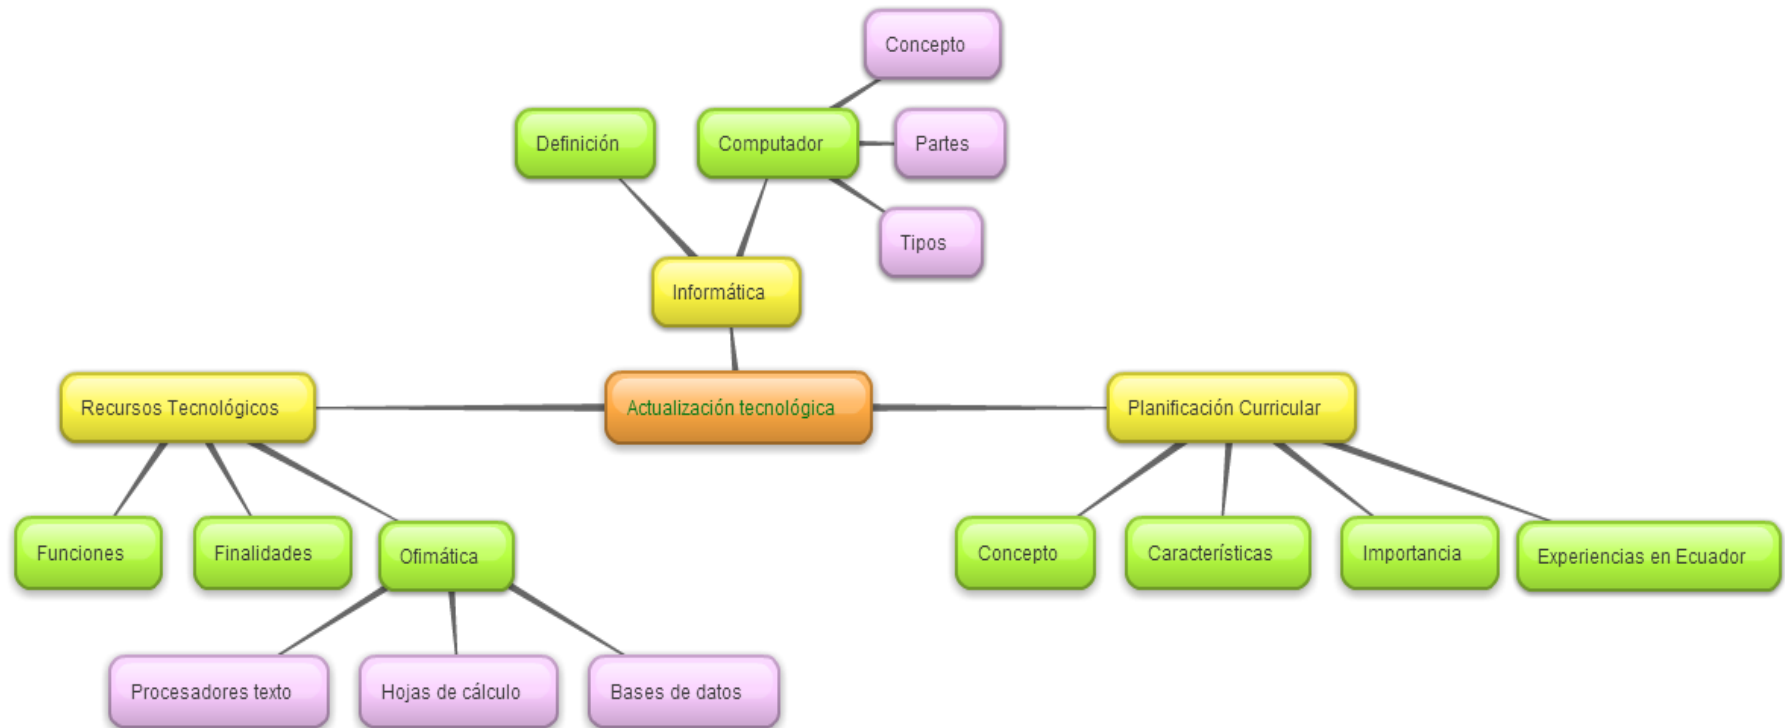 Concepto
Definición
Computador
Partes
Tipos
Informática
Recursos Tecnológicos
Actualización tecnológica
Planificación Curricular
Funciones
Finalidades
Ofimática
Concepto
Características
Importancia
Experiencias en Ecuador
Procesadores texto
Hojas de cálculo
Bases de datos